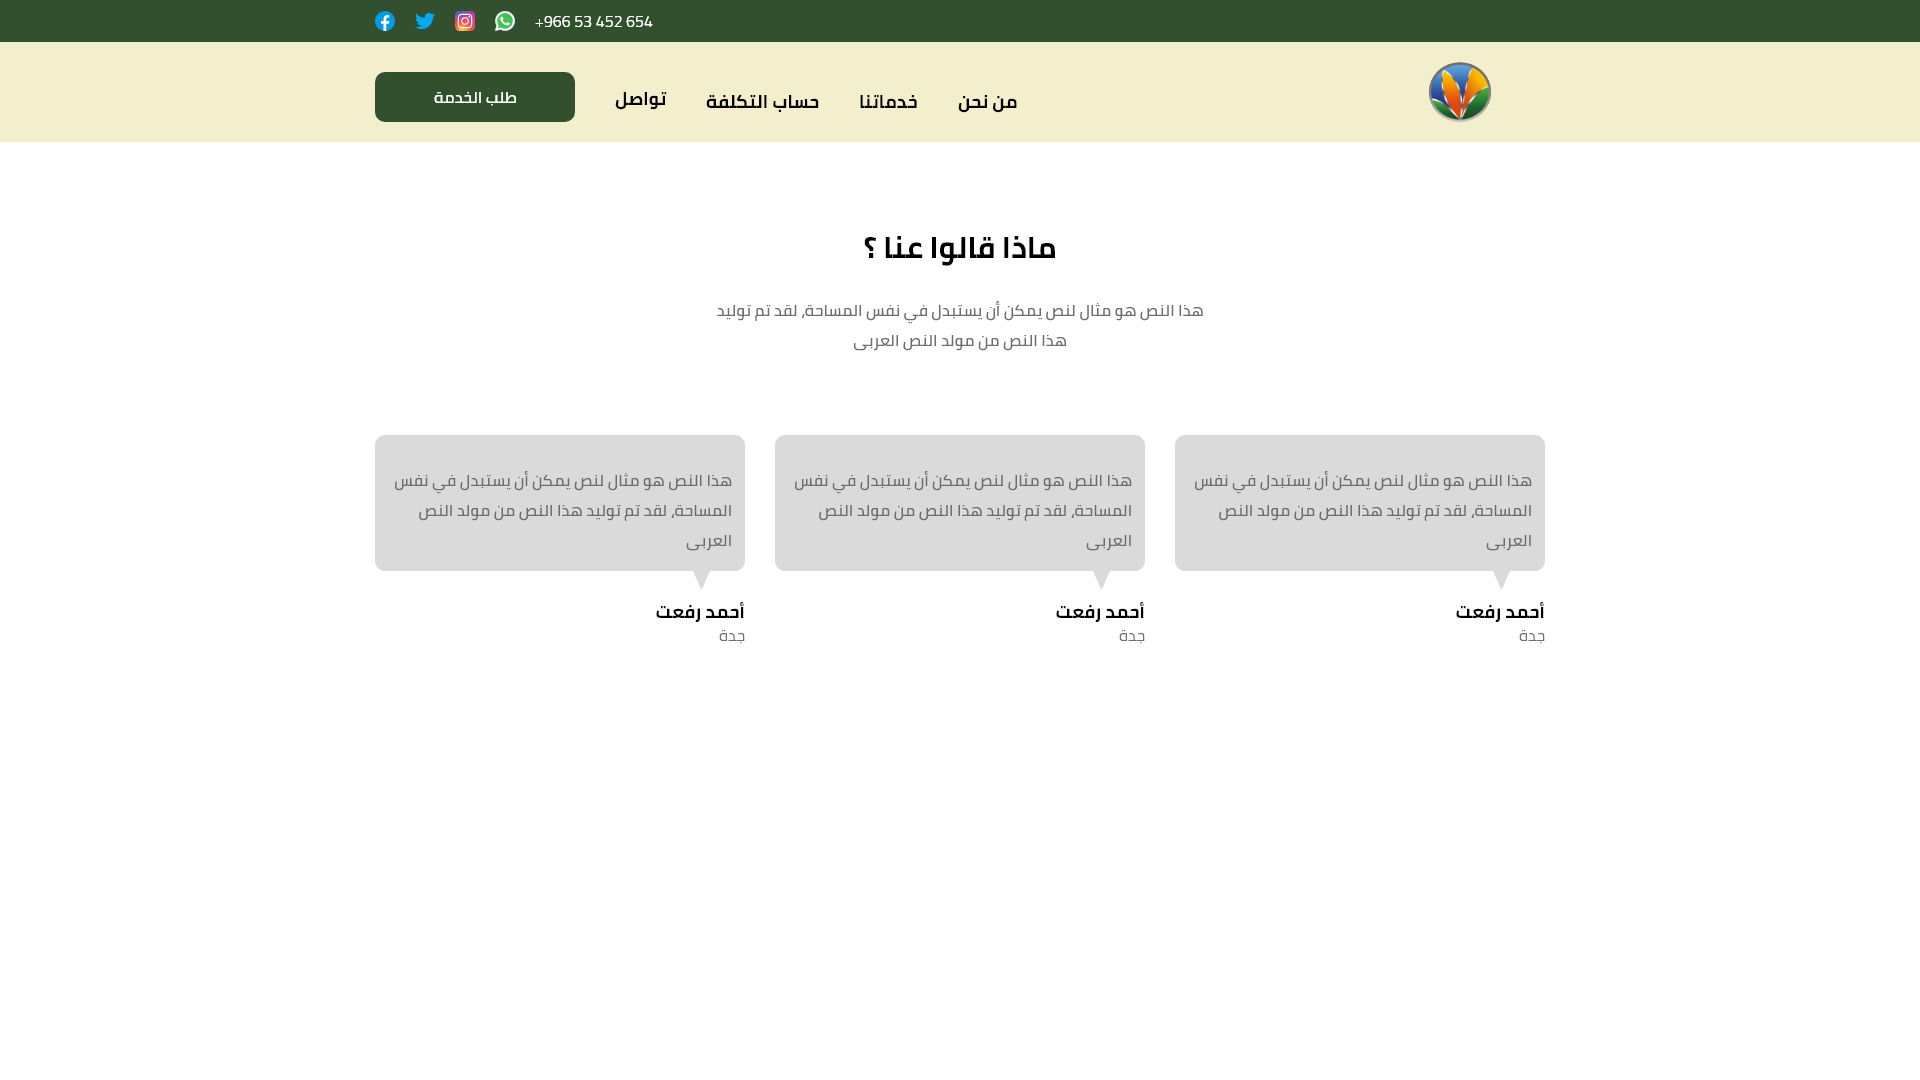 +966 53 452 654
من نحن
خدماتنا
حساب التكلفة
تواصل
طلب الخدمة
ماذا قالوا عنا ؟
هذا النص هو مثال لنص يمكن أن يستبدل في نفس المساحة، لقد تم توليد
هذا النص من مولد النص العربى
هذا النص هو مثال لنص يمكن أن يستبدل في نفس
المساحة، لقد تم توليد هذا النص من مولد النص
العربى
أحمد رفعت
جدة
هذا النص هو مثال لنص يمكن أن يستبدل في نفس
المساحة، لقد تم توليد هذا النص من مولد النص
العربى
أحمد رفعت
جدة
هذا النص هو مثال لنص يمكن أن يستبدل في نفس
المساحة، لقد تم توليد هذا النص من مولد النص
العربى
أحمد رفعت
جدة